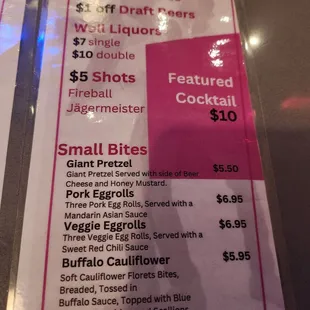 $1 off Draft Beers
Well Liquors
$7 single
$10 double
$5 Shots
Fireball
Jägermeister
Featured
Cocktail
$10
Small Bites
Giant Pretzel $5.50
Giant Pretzel Served with side of Beer
Cheese and Honey Mustard.
Pork Eggrolls $6.95
Three Pork Egg Rolls, Served with a
Mandarin Asian Sauce
Veggie Eggrolls $6.95
Three Veggie Egg Rolls, Served with a
Sweet Red Chili Sauce
Buffalo Cauliflower $5.95
Soft Cauliflower Florets Bites,
Breaded, Tossed in
Buffalo Sauce, Topped with Blue